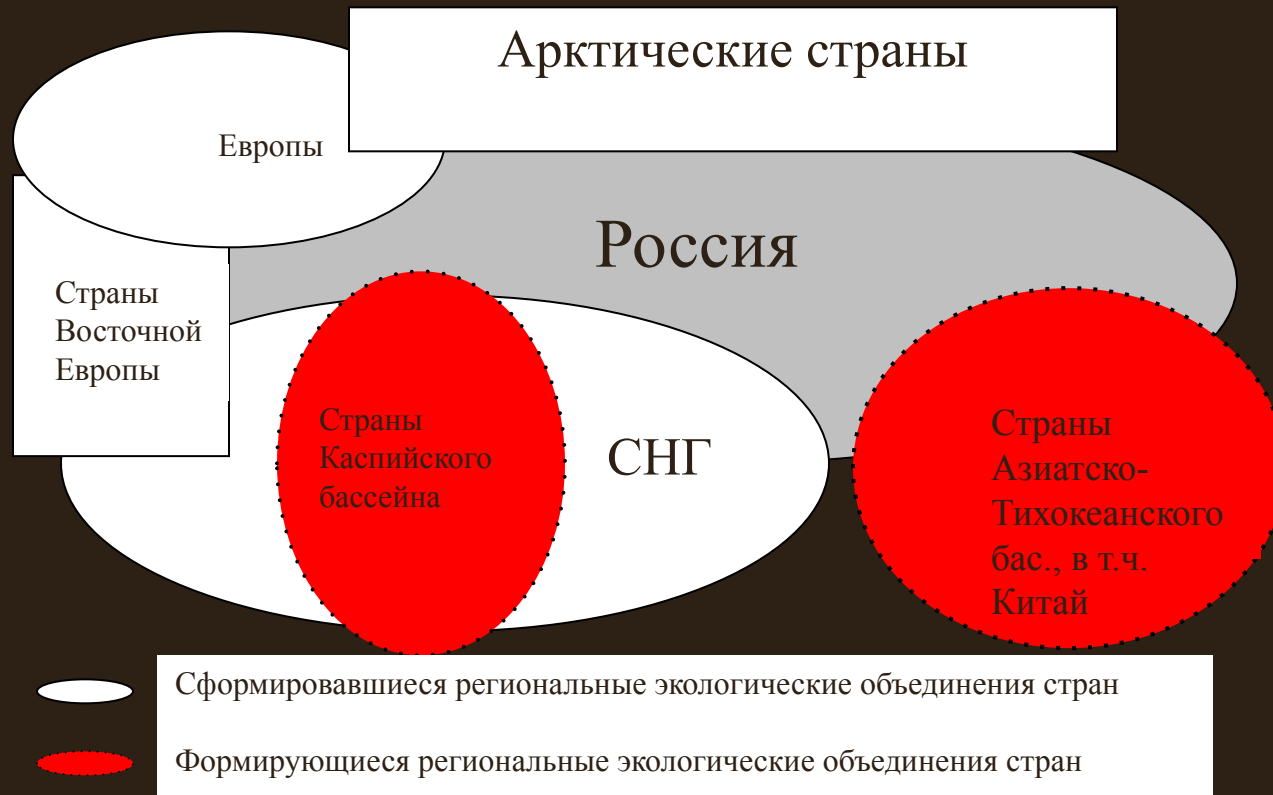 Арктические страны
Европы
Россия
Страны
Восточной
Европы
Страны
Каспийского
бассейна
СНГ
Страны
Азиатско-
Тихокеанского
бас., в т.ч.
Китай
Сформировавшиеся региональные экологические объединения стран
Формирующиеся региональные экологические объединения стран